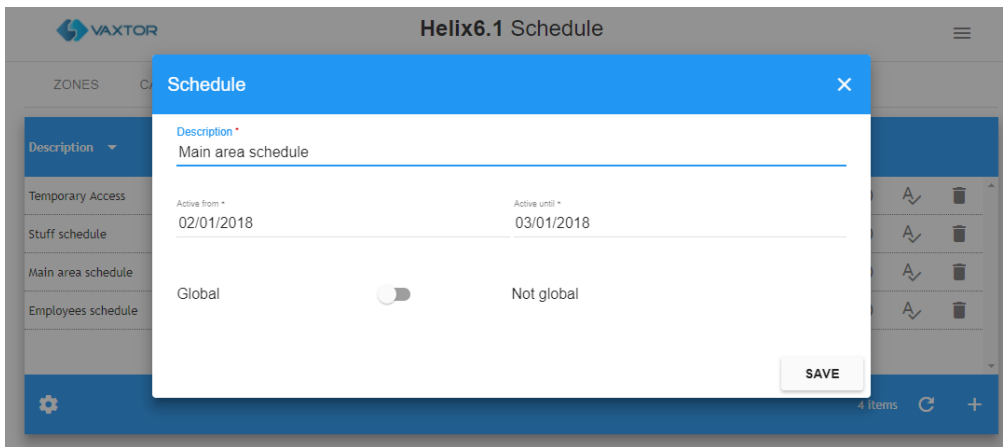 VAXTOR
Helix6.1 Schedule
ZONES
Schedule
Description *
Main area schedule
Active from *
Active until *
02/01/2018
03/01/2018
Global
Not global
SAVE
Description
Temporary Access
Stuff schedule
Main area schedule
Employees schedule
4 items